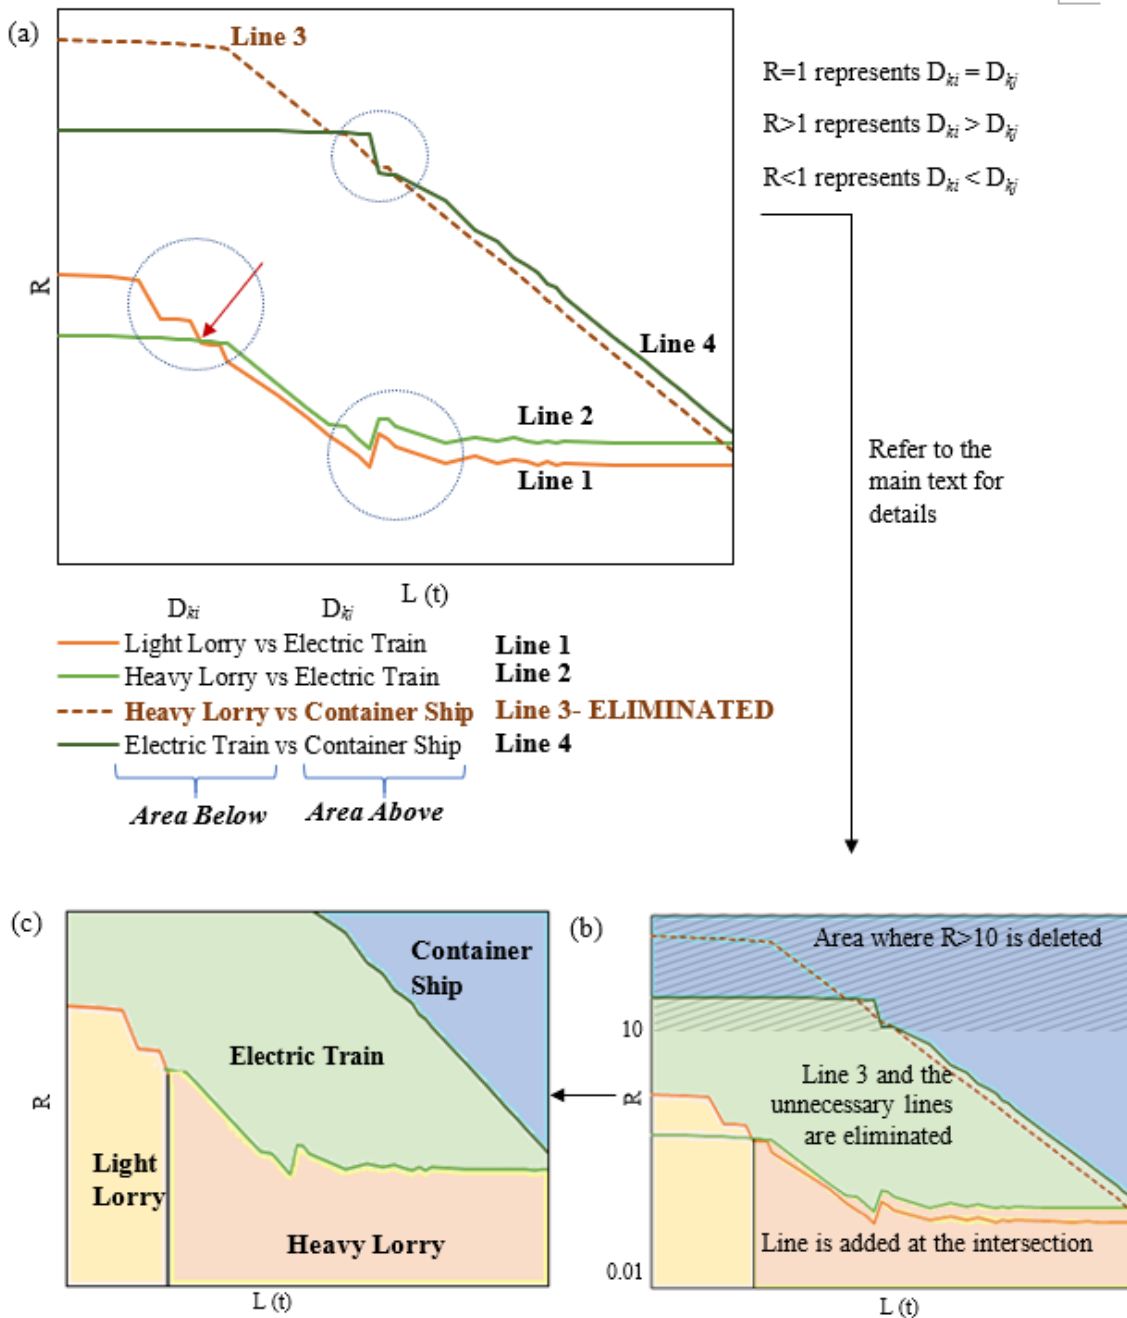 (a)
Line 3
R=1 represents Dki = Dkj
R>1 represents Dki > Dkj
R<1 represents Dki < Dkj
R
Line 4
Line 2
Line 1
Refer to the
main text for
details
L (t)
Dki
Dkj
Light Lorry vs Electric Train
Line 1
Heavy Lorry vs Electric Train
Line 2
Heavy Lorry vs Container Ship
Line 3- ELIMINATED
Electric Train vs Container Ship
Line 4
Area Below
Area Above
(c)
Container
Ship
Electric Train
R
Light
Lorry
Heavy Lorry
L (t)
(b)
Area where R>10 is deleted
10
Line 3 and the
unnecessary lines
are eliminated
R
Line is added at the intersection
0.01
L (t)